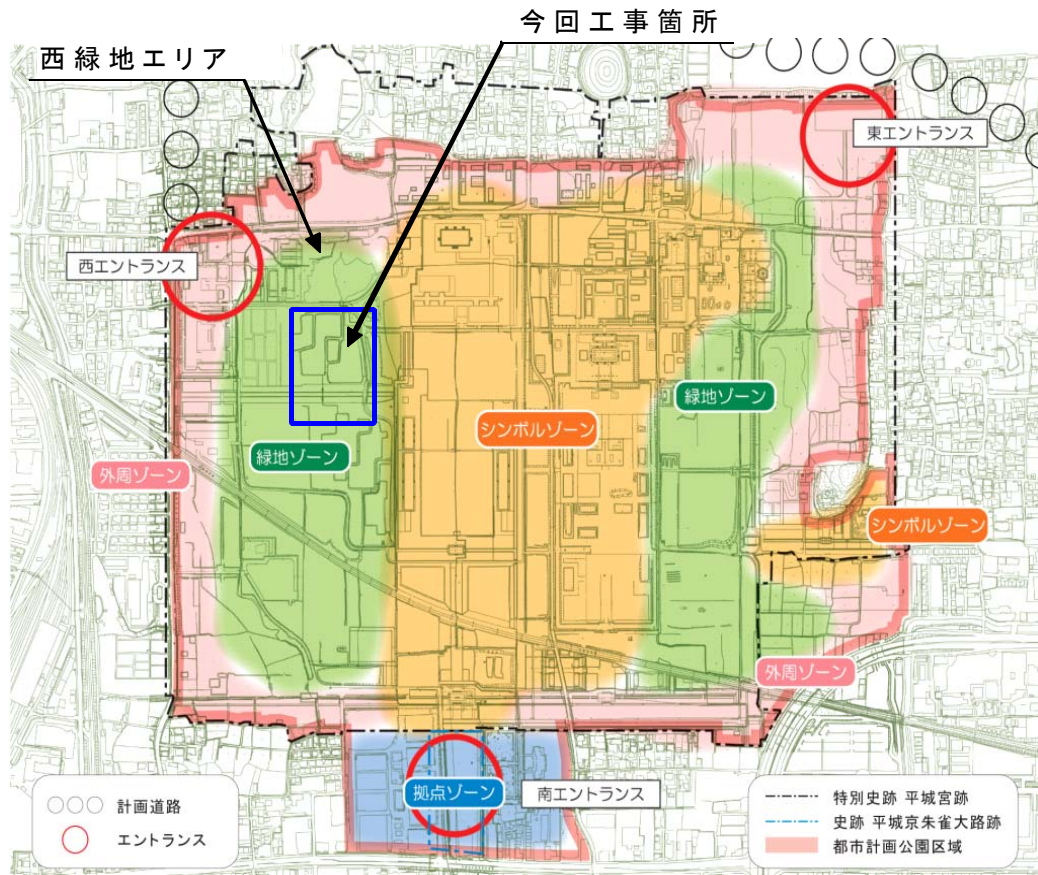 今回工事箇所
西緑地エリア
東エントランス
西エントランス
緑地ゾーン
シンボルゾーン
緑地ゾーン
外周ゾーン
シンボルゾーン
外周ゾーン
拠点ゾーン
南エントランス
計画道路
エントランス
特別史跡 平城宮跡
史跡 平城京朱雀大路跡
都市計画公園区域